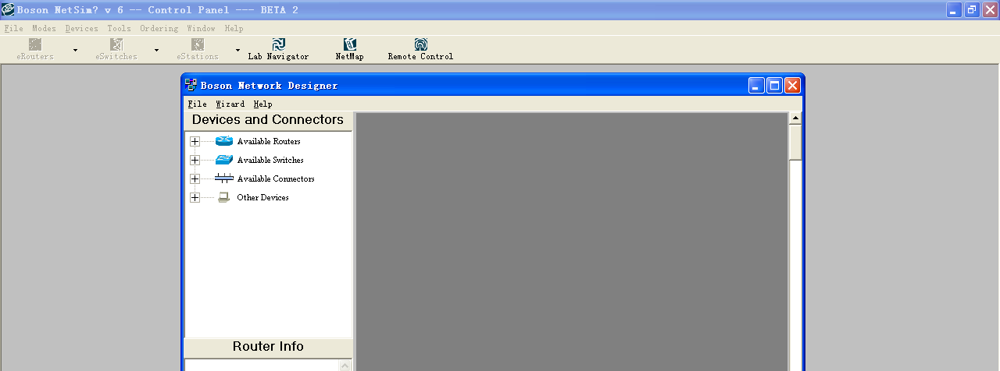 Boson NetSim? v 6 -- Control Panel --- BETA 2
File Modes Devices Tools Ordering Window Help
eRouters eSwitches eStations Lab Navigator NetMap Remote Control
Boson Network Designer
File Wizard Help
Devices and Connectors
Available Routers
Available Switches
Available Connectors
Other Devices
Router Info